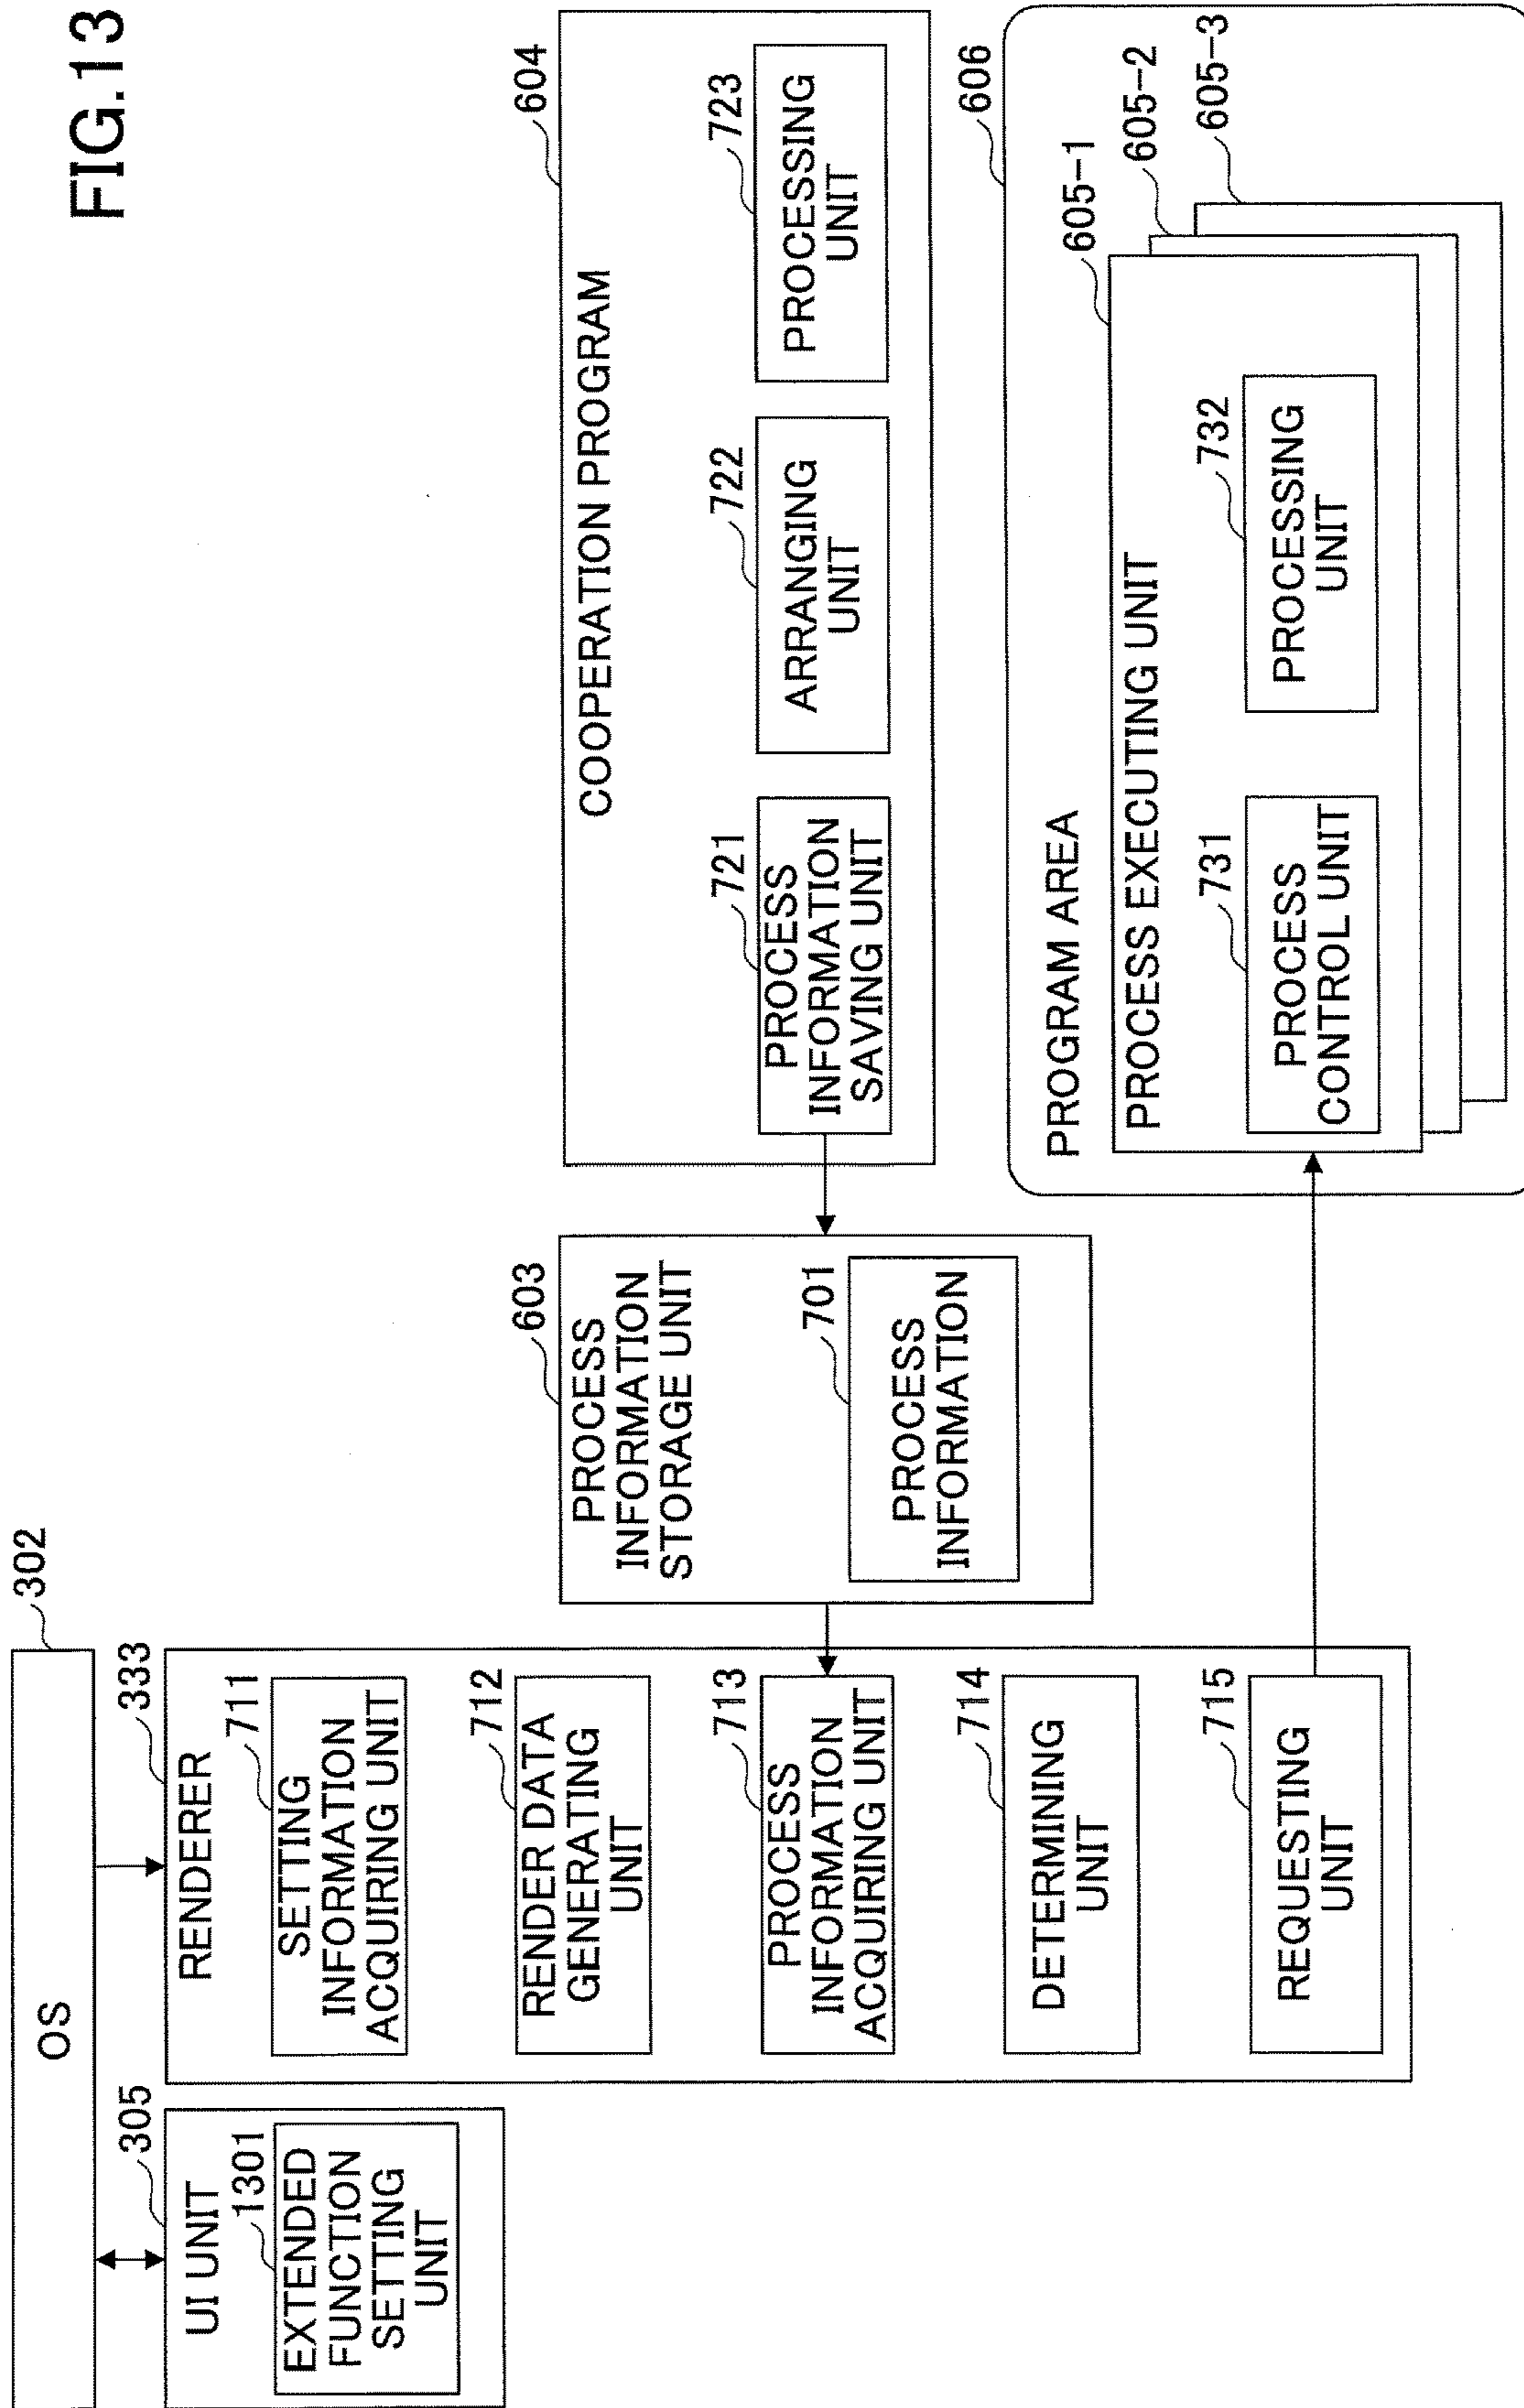 FIG.13
302
OS
305
UI UNIT
1301
EXTENDED
FUNCTION
SETTING
UNIT
333
RENDERER
711
SETTING
INFORMATION
ACQUIRING UNIT
712
RENDER DATA
GENERATING
UNIT
713
PROCESS
INFORMATION
ACQUIRING UNIT
714
DETERMINING
UNIT
715
REQUESTING
UNIT
603
PROCESS
INFORMATION
STORAGE UNIT
701
PROCESS
INFORMATION
604
COOPERATION PROGRAM
721
PROCESS
INFORMATION
SAVING UNIT
722
ARRANGING
UNIT
723
PROCESSING
UNIT
606
PROGRAM AREA
605-1
605-2
605-3
PROCESS EXECUTING UNIT
731
PROCESS
CONTROL UNIT
732
PROCESSING
UNIT